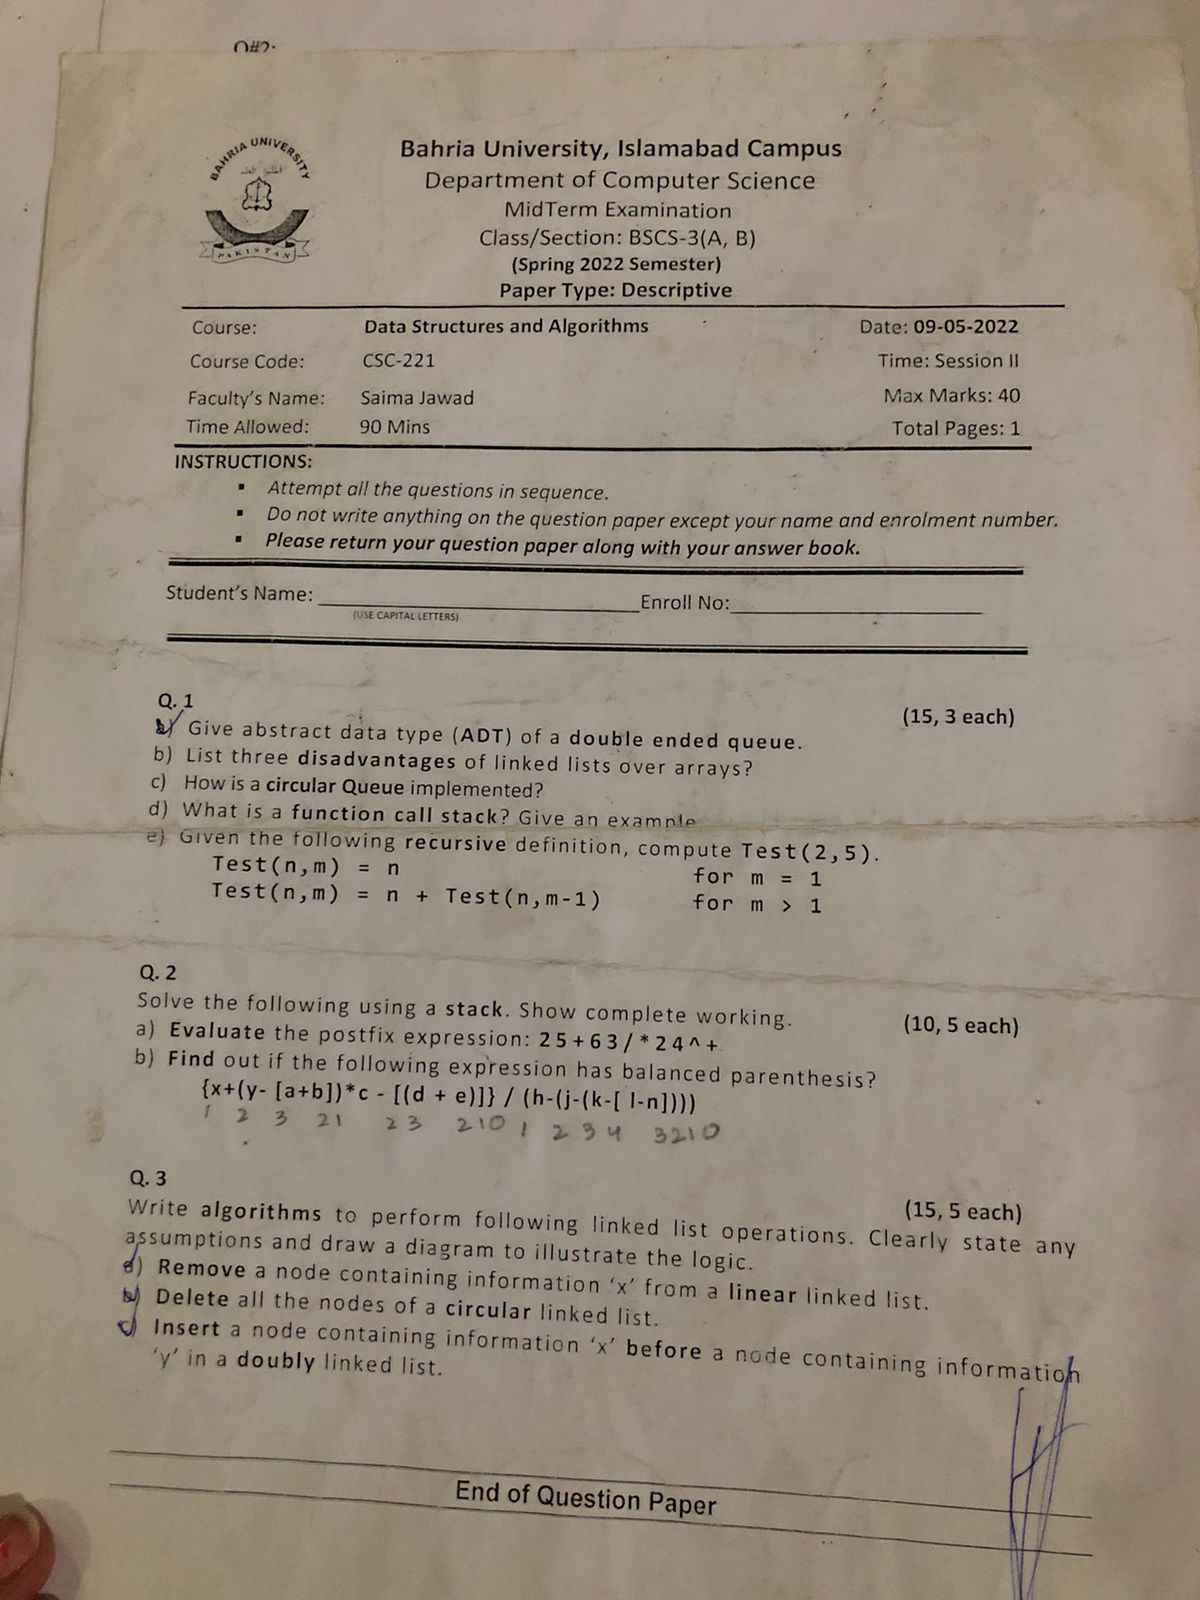 Q#2:
BAHRIA UNIVERSITY
PAKISTAN
Bahria University, Islamabad Campus
Department of Computer Science
MidTerm Examination
Class/Section: BSCS-3(A, B)
(Spring 2022 Semester)
Paper Type: Descriptive
Course: Data Structures and Algorithms Date: 09-05-2022
Course Code: CSC-221 Time: Session II
Faculty's Name: Saima Jawad Max Marks: 40
Time Allowed: 90 Mins Total Pages: 1
INSTRUCTIONS:
▪ Attempt all the questions in sequence.
▪ Do not write anything on the question paper except your name and enrolment number.
▪ Please return your question paper along with your answer book.
Student's Name: Enroll No:
(USE CAPITAL LETTERS)
Q. 1 (15, 3 each)
a) Give abstract data type (ADT) of a double ended queue.
b) List three disadvantages of linked lists over arrays?
c) How is a circular Queue implemented?
d) What is a function call stack? Give an example
e) Given the following recursive definition, compute Test(2,5).
Test(n,m) = n for m = 1
Test(n,m) = n + Test(n,m-1) for m > 1
Q. 2
Solve the following using a stack. Show complete working. (10, 5 each)
a) Evaluate the postfix expression: 2 5 + 6 3 / * 2 4 ^ +
b) Find out if the following expression has balanced parenthesis?
{x+(y- [a+b])*c - [(d + e)]} / (h-(j-(k-[ l-n])))
1 2 3 21 2 3 210 1 2 3 4 3210
Q. 3 (15, 5 each)
Write algorithms to perform following linked list operations. Clearly state any
assumptions and draw a diagram to illustrate the logic.
a) Remove a node containing information 'x' from a linear linked list.
b) Delete all the nodes of a circular linked list.
c) Insert a node containing information 'x' before a node containing information
'y' in a doubly linked list.
End of Question Paper